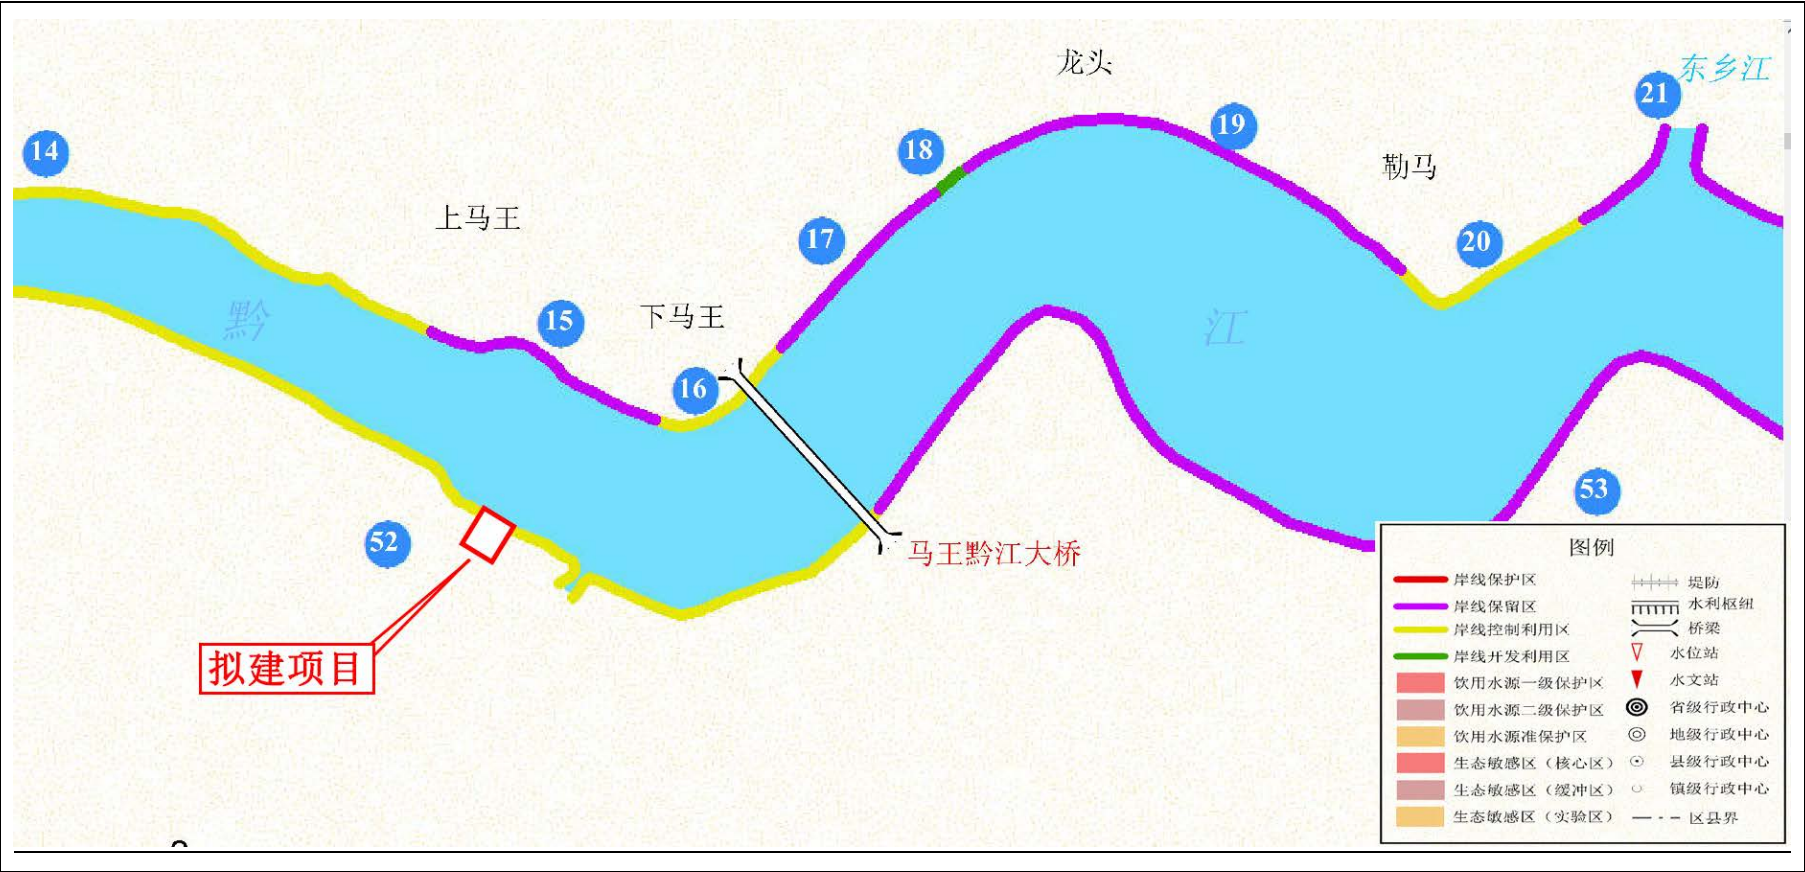 龙头
东乡江
21
14
18
19
勒马
上马王
17
20
黔
15
下马王
江
16
53
52
马王黔江大桥
拟建项目
图例
岸线保护区
堤防
岸线保留区
水利枢纽
岸线控制利用区
桥梁
岸线开发利用区
水位站
饮用水源一级保护区
水文站
饮用水源二级保护区
省级行政中心
饮用水源准保护区
地级行政中心
生态敏感区（核心区）
县级行政中心
生态敏感区（缓冲区）
镇级行政中心
生态敏感区（实验区）
区县界